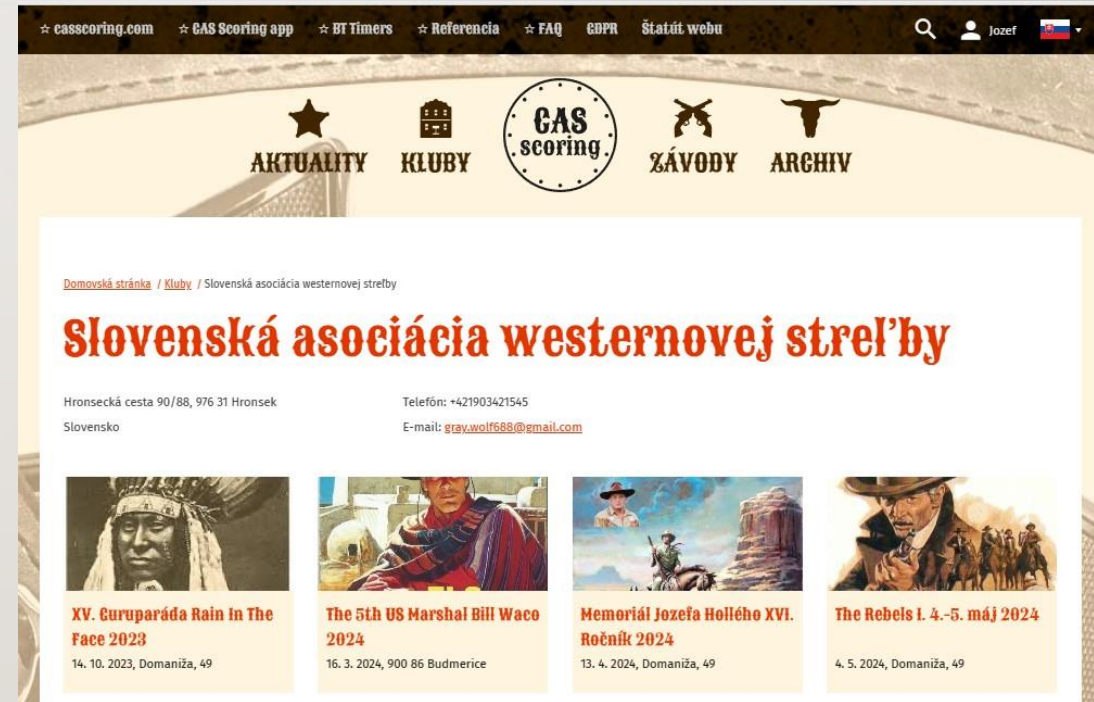 ☆ casscoring.com ☆ CAS Scoring app ☆ BT Timers ☆ Referencia ☆ FAQ GDPR Štatút webu Jozef
AKTUALITY KLUBY CAS scoring ZÁVODY ARCHIV
Domovská stránka / Kluby / Slovenská asociácia westernovej streľby
Slovenská asociácia westernovej streľby
Hronsecká cesta 90/88, 976 31 Hronsek
Slovensko
Telefón: +421903421545
E-mail: gray.wolf688@gmail.com
XV. Guruparáda Rain In The
Face 2023
14. 10. 2023, Domaniža, 49
The 5th US Marshal Bill Waco
2024
16. 3. 2024, 900 86 Budmerice
Memoriál Jozefa Hollého XVI.
Ročník 2024
13. 4. 2024, Domaniža, 49
The Rebels I. 4.-5. máj 2024
4. 5. 2024, Domaniža, 49